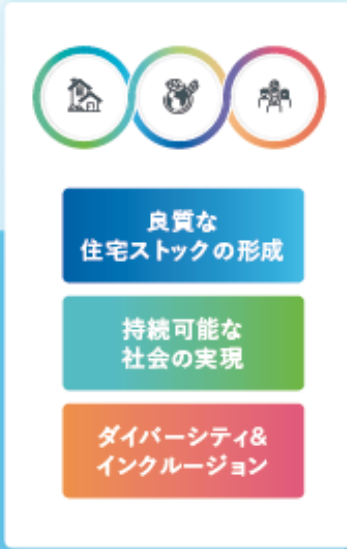 良質な
住宅ストックの形成
持続可能な
社会の実現
ダイバーシティ&
インクルージョン